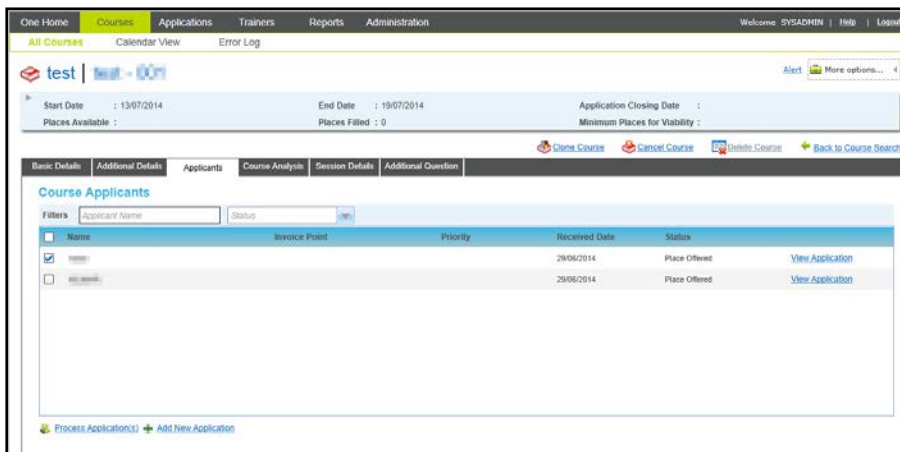 One Home Courses Applications Trainers Reports Administration Welcome SYSADMIN | Help | Logout
All Courses Calendar View Error Log
test |
Alert More options...
Start Date : 13/07/2014 End Date : 19/07/2014 Application Closing Date :
Places Available : Places Filled : 0 Minimum Places for Viability :
Clone Course Cancel Course Delete Course Back to Course Search
Basic Details Additional Details Applicants Course Analysis Session Details Additional Question
Course Applicants
Filters Applicant Name Status
Name Invoice Point Priority Received Date Status
29/06/2014 Place Offered View Application
29/06/2014 Place Offered View Application
Process Application(s) Add New Application